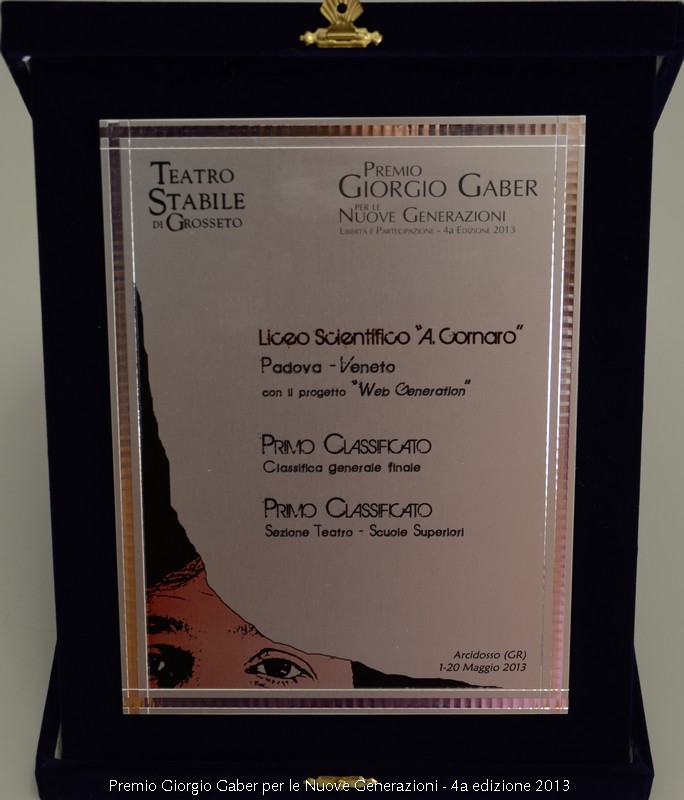 Teatro
Stabile
di Grosseto
Premio
Giorgio Gaber
per le
Nuove Generazioni
Libertà è Partecipazione - 4a Edizione 2013
Liceo Scientifico "A. Cornaro"
Padova - Veneto
con il progetto "Web Generation"
Primo Classificato
Classifica generale finale
Primo Classificato
Sezione Teatro - Scuole Superiori
Arcidosso (GR)
1-20 Maggio 2013
Premio Giorgio Gaber per le Nuove Generazioni - 4a edizione 2013